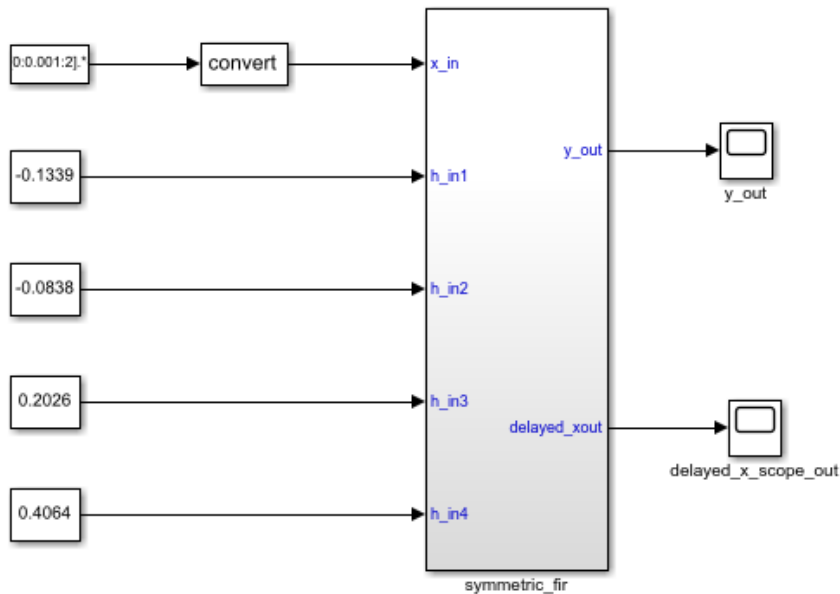 0:0.001:2].*
convert
x_in
-0.1339
h_in1
-0.0838
h_in2
0.2026
h_in3
0.4064
h_in4
y_out
delayed_xout
symmetric_fir
y_out
delayed_x_scope_out